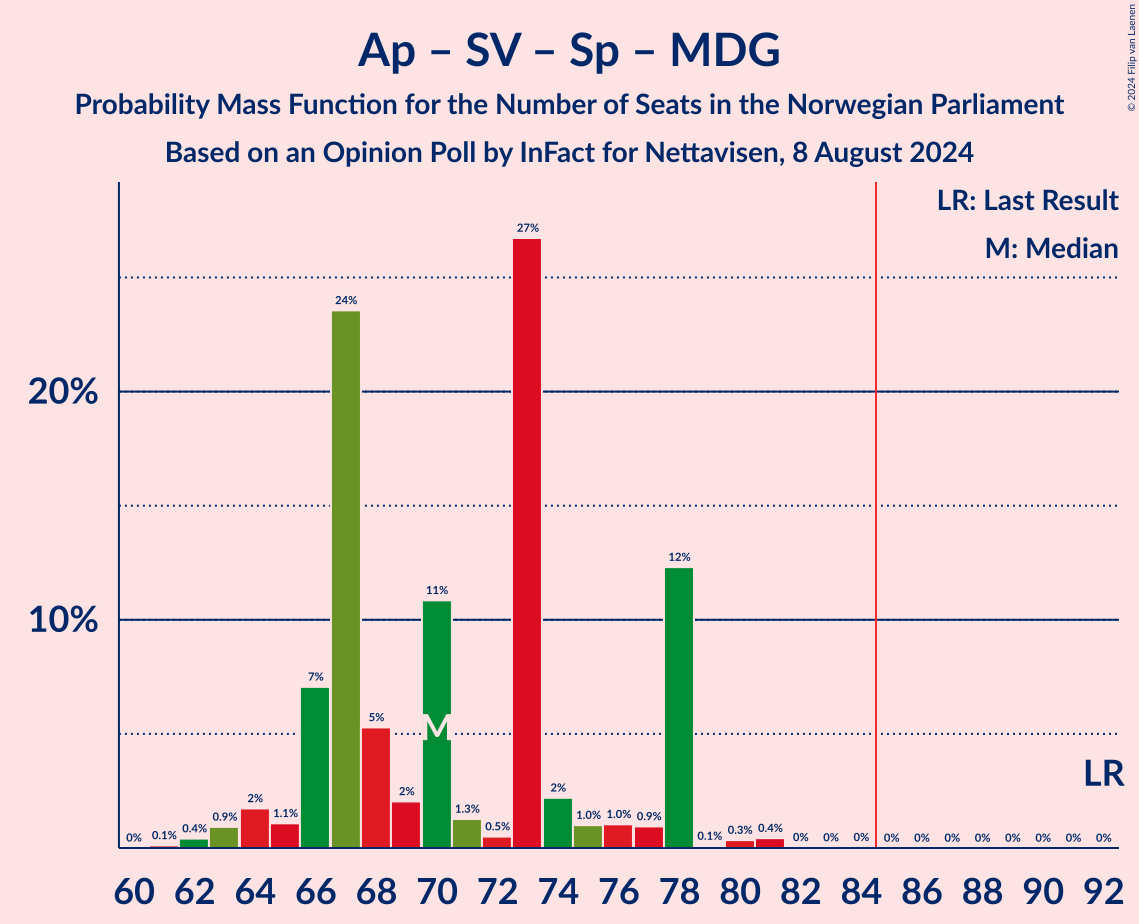 Ap – SV – Sp – MDG
Probability Mass Function for the Number of Seats in the Norwegian Parliament
Based on an Opinion Poll by InFact for Nettavisen, 8 August 2024
© 2024 Filip van Laenen
LR: Last Result
M: Median
20%
10%
0% 0.1% 0.4% 0.9% 2% 1.1% 7% 24% 5% 2% 11% 1.3% 0.5% 27% 2% 1.0% 1.0% 0.9% 12% 0.1% 0.3% 0.4% 0% 0% 0% 0% 0% 0% 0% 0% 0% 0% 0%
M
LR
60 62 64 66 68 70 72 74 76 78 80 82 84 86 88 90 92